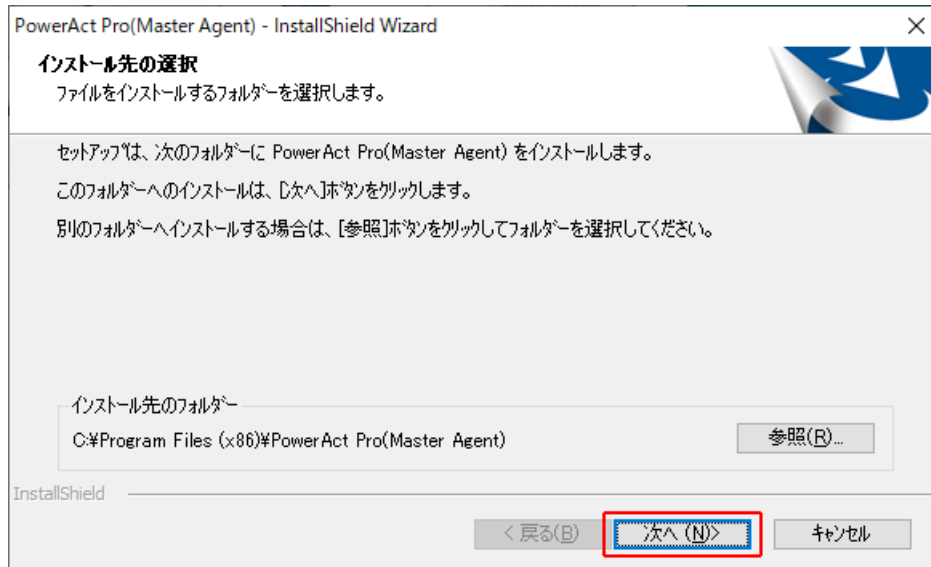 PowerAct Pro(Master Agent) - InstallShield Wizard
インストール先の選択
ファイルをインストールするフォルダーを選択します。
セットアップは、次のフォルダーに PowerAct Pro(Master Agent) をインストールします。
このフォルダーへのインストールは、[次へ]ボタンをクリックします。
別のフォルダーへインストールする場合は、[参照]ボタンをクリックしてフォルダーを選択してください。
インストール先のフォルダー
C:¥Program Files (x86)¥PowerAct Pro(Master Agent)
参照(R)...
InstallShield
< 戻る(B)
次へ (N)>
キャンセル